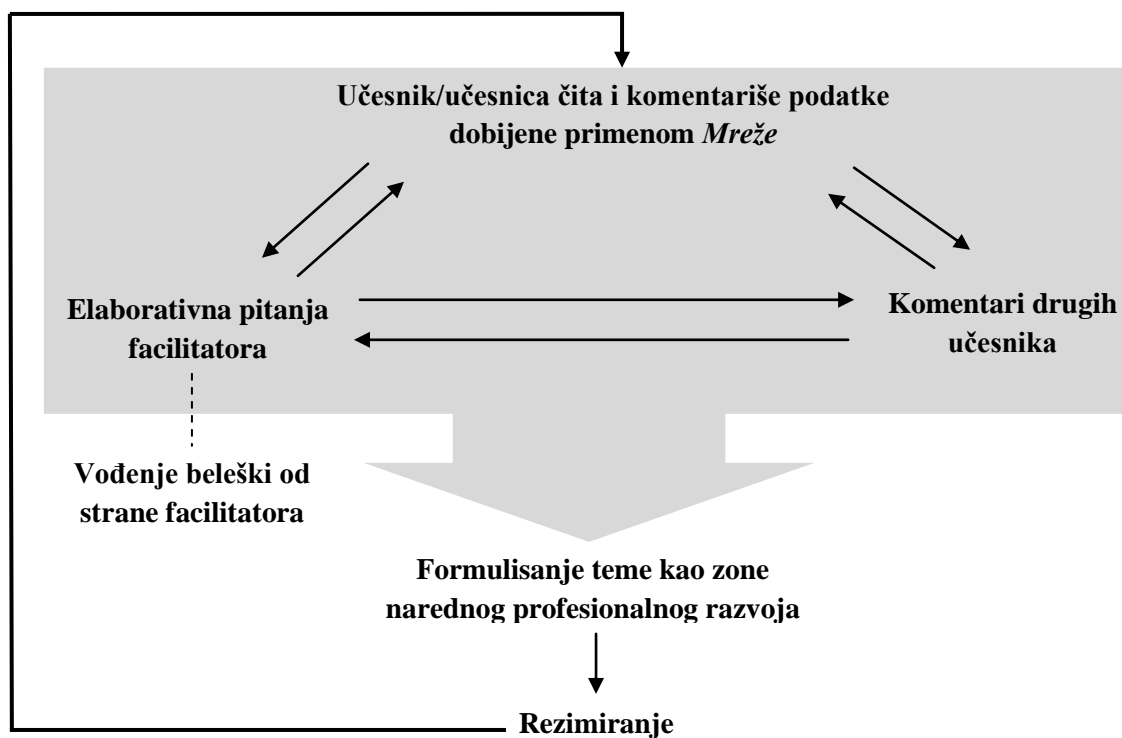 Učesnik/učesnica čita i komentariše podatke
dobijene primenom Mreže
Elaborativna pitanja
facilitatora
Komentari drugih
učesnika
Vođenje beleški od
strane facilitatora
Formulisanje teme kao zone
narednog profesionalnog razvoja
Rezimiranje